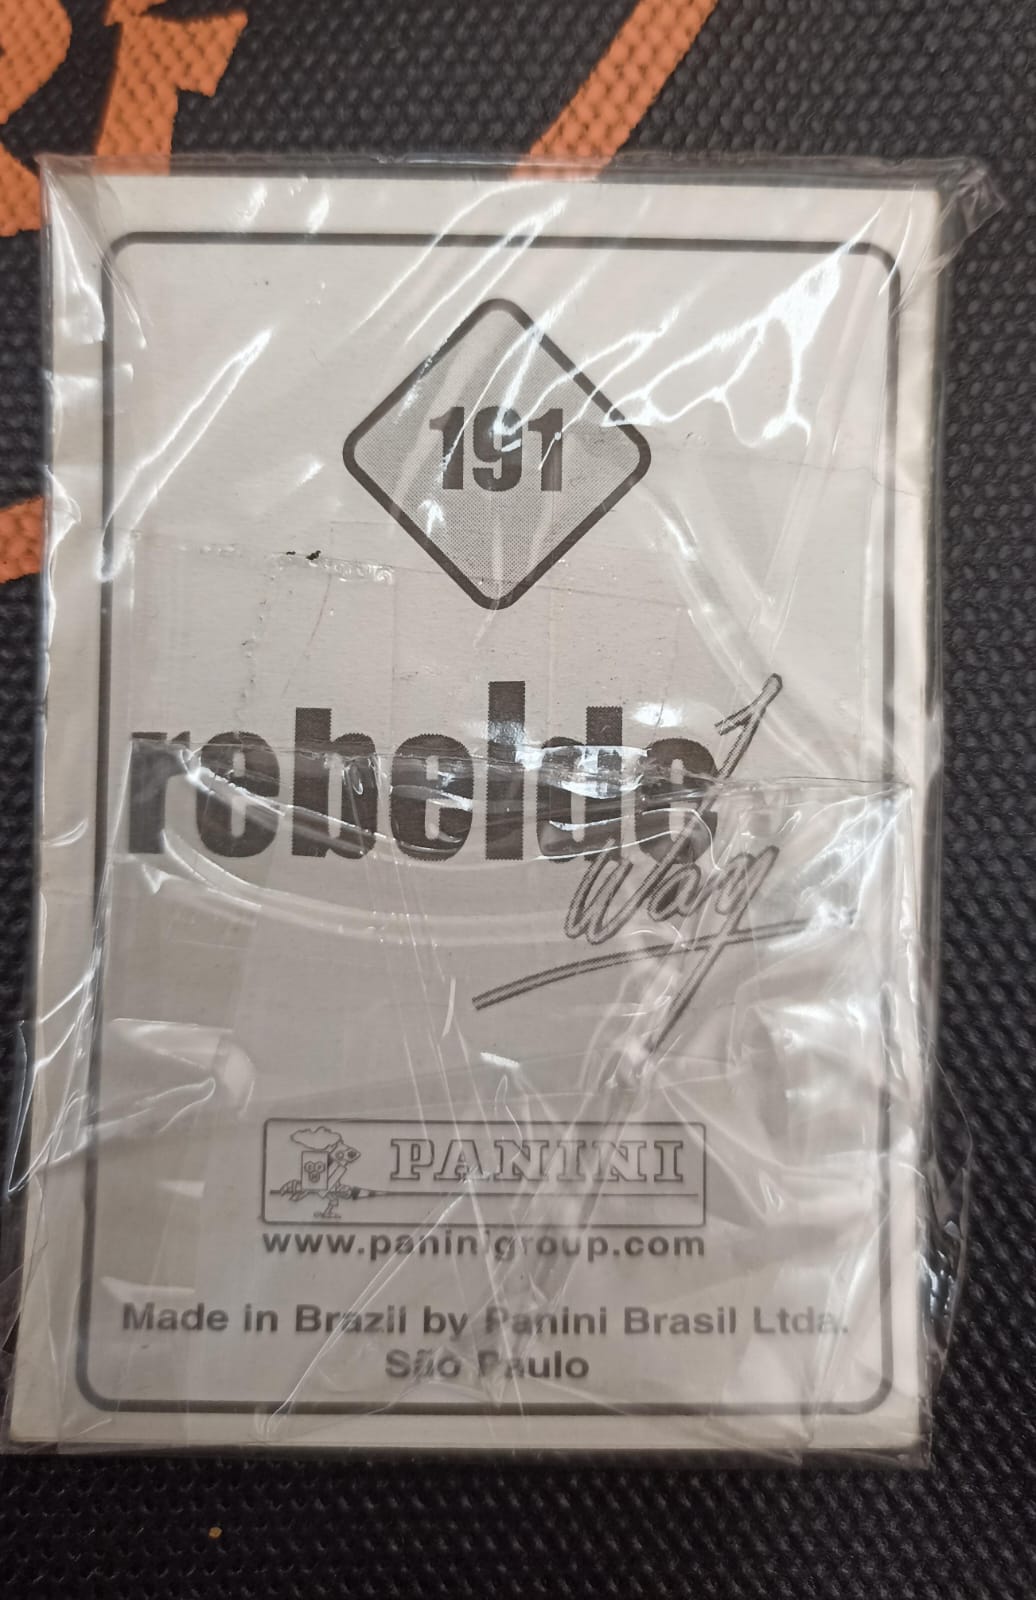 191
rebelde
Way
PANINI
www.paninigroup.com
Made in Brazil by Panini Brasil Ltda.
São Paulo